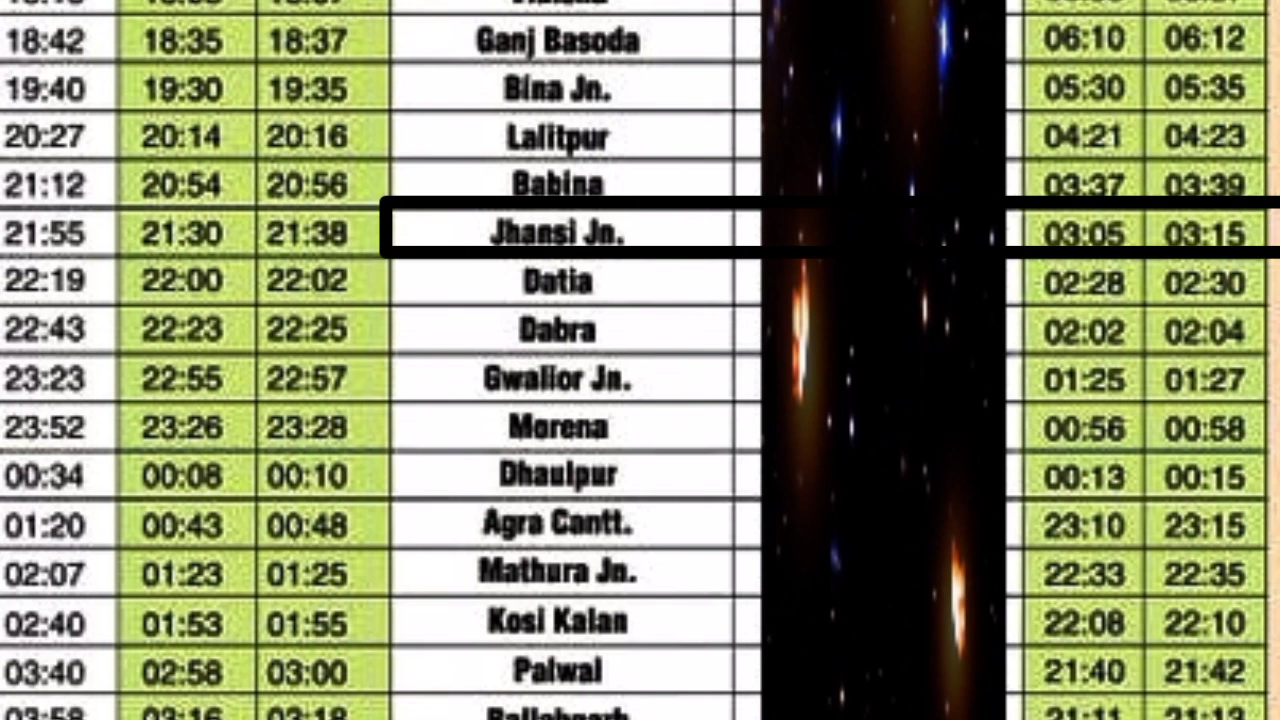 18:42 18:35 18:37 Ganj Basoda 06:10 06:12
19:40 19:30 19:35 Bina Jn. 05:30 05:35
20:27 20:14 20:16 Lalitpur 04:21 04:23
21:12 20:54 20:56 Babina 03:37 03:39
21:55 21:30 21:38 Jhansi Jn. 03:05 03:15
22:19 22:00 22:02 Datia 02:28 02:30
22:43 22:23 22:25 Dabra 02:02 02:04
23:23 22:55 22:57 Gwalior Jn. 01:25 01:27
23:52 23:26 23:28 Morena 00:56 00:58
00:34 00:08 00:10 Dhaulpur 00:13 00:15
01:20 00:43 00:48 Agra Cantt. 23:10 23:15
02:07 01:23 01:25 Mathura Jn. 22:33 22:35
02:40 01:53 01:55 Kosi Kalan 22:08 22:10
03:40 02:58 03:00 Palwal 21:40 21:42